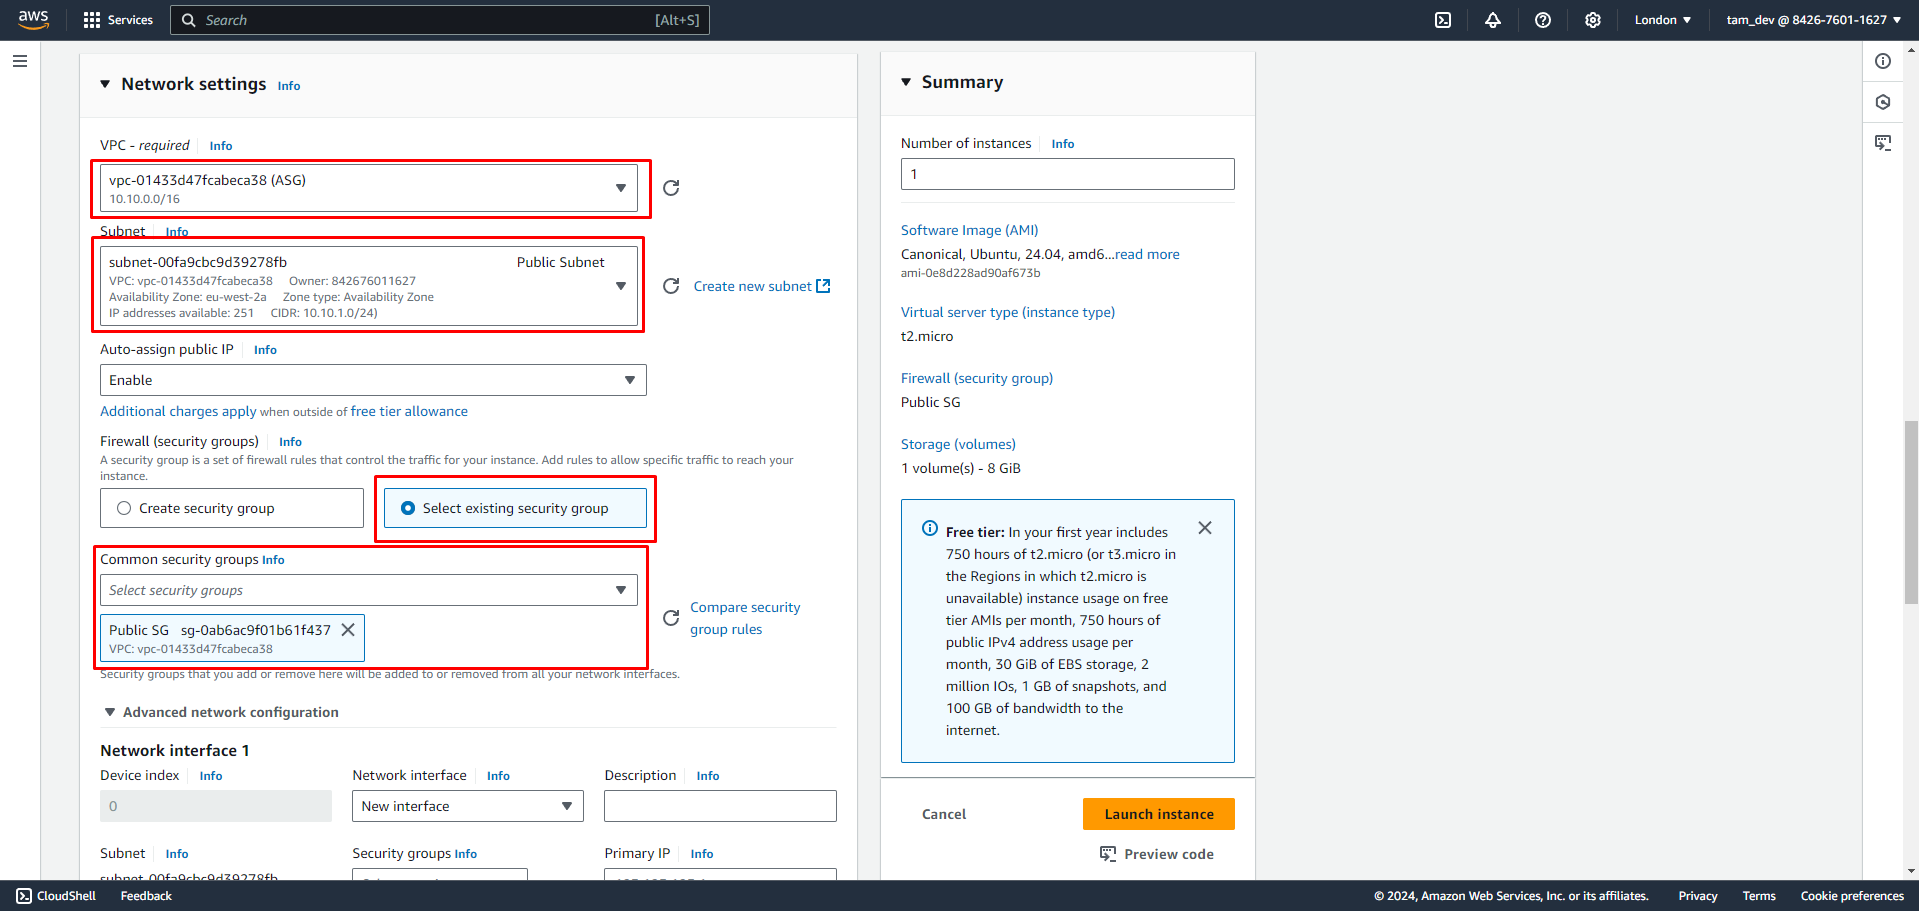 aws
Services
Search
[Alt+S]
London
tam_dev @ 8426-7601-1627
Network settings Info
VPC - required Info
vpc-01433d47fcabeca38 (ASG)
10.10.0.0/16
Subnet Info
subnet-00fa9cbc9d39278fb Public Subnet
VPC: vpc-01433d47fcabeca38 Owner: 842676011627
Availability Zone: eu-west-2a Zone type: Availability Zone
IP addresses available: 251 CIDR: 10.10.1.0/24)
Create new subnet
Auto-assign public IP Info
Enable
Additional charges apply when outside of free tier allowance
Firewall (security groups) Info
A security group is a set of firewall rules that control the traffic for your instance. Add rules to allow specific traffic to reach your
instance.
Create security group
Select existing security group
Common security groups Info
Select security groups
Public SG sg-0ab6ac9f01b61f437
VPC: vpc-01433d47fcabeca38
Compare security
group rules
Security groups that you add or remove here will be added to or removed from all your network interfaces.
Advanced network configuration
Network interface 1
Device index Info
0
Network interface Info
New interface
Description Info
Subnet Info
subnet-00fa9cbc9d39278fb
Security groups Info
Primary IP Info
Summary
Number of instances Info
1
Software Image (AMI)
Canonical, Ubuntu, 24.04, amd6...read more
ami-0e8d228ad90af673b
Virtual server type (instance type)
t2.micro
Firewall (security group)
Public SG
Storage (volumes)
1 volume(s) - 8 GiB
Free tier: In your first year includes
750 hours of t2.micro (or t3.micro in
the Regions in which t2.micro is
unavailable) instance usage on free
tier AMIs per month, 750 hours of
public IPv4 address usage per
month, 30 GiB of EBS storage, 2
million IOs, 1 GB of snapshots, and
100 GB of bandwidth to the
internet.
Cancel
Launch instance
Preview code
CloudShell
Feedback
© 2024, Amazon Web Services, Inc. or its affiliates.
Privacy
Terms
Cookie preferences